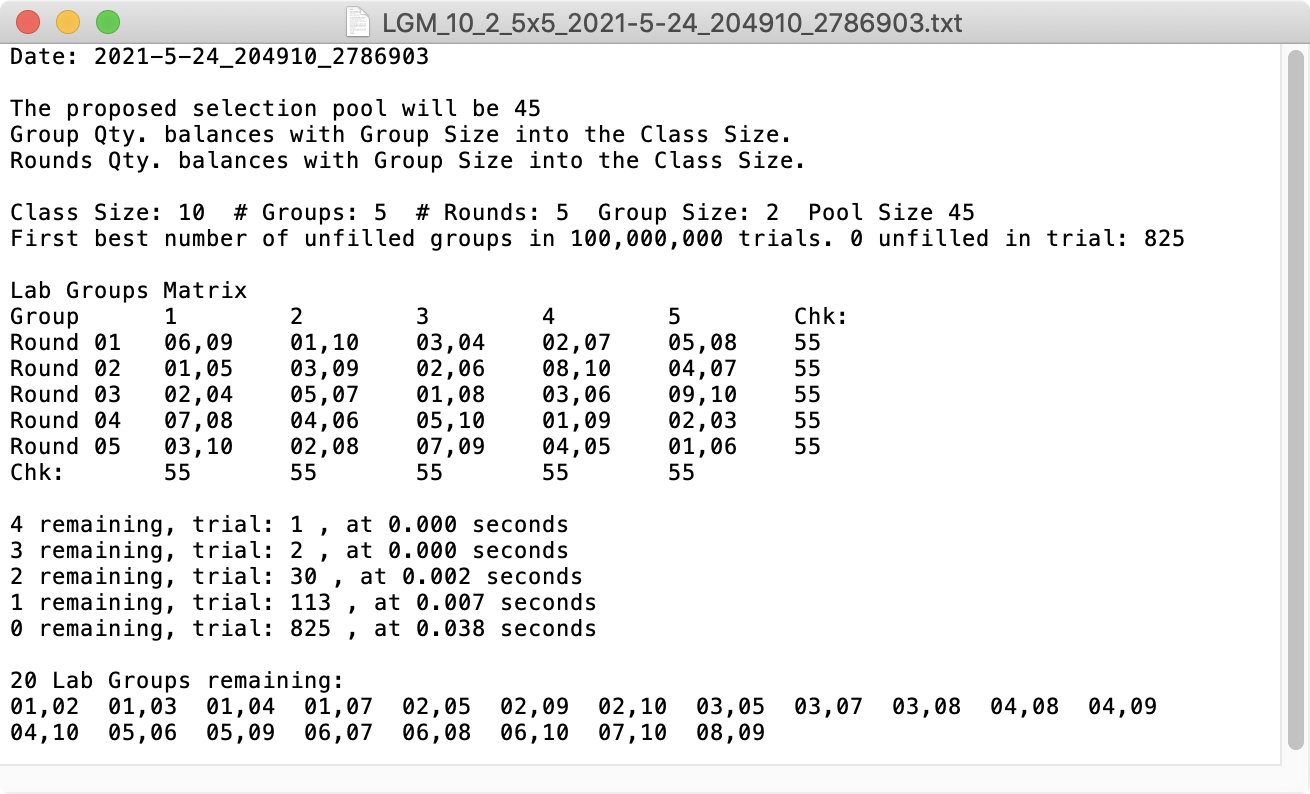 LGM_10_2_5x5_2021-5-24_204910_2786903.txt
Date: 2021-5-24_204910_2786903
The proposed selection pool will be 45
Group Qty. balances with Group Size into the Class Size.
Rounds Qty. balances with Group Size into the Class Size.
Class Size: 10  # Groups: 5  # Rounds: 5  Group Size: 2  Pool Size 45
First best number of unfilled groups in 100,000,000 trials. 0 unfilled in trial: 825
Lab Groups Matrix
Group      1        2        3        4        5        Chk:
Round 01   06,09    01,10    03,04    02,07    05,08    55
Round 02   01,05    03,09    02,06    08,10    04,07    55
Round 03   02,04    05,07    01,08    03,06    09,10    55
Round 04   07,08    04,06    05,10    01,09    02,03    55
Round 05   03,10    02,08    07,09    04,05    01,06    55
Chk:       55       55       55       55       55
4 remaining, trial: 1 , at 0.000 seconds
3 remaining, trial: 2 , at 0.000 seconds
2 remaining, trial: 30 , at 0.002 seconds
1 remaining, trial: 113 , at 0.007 seconds
0 remaining, trial: 825 , at 0.038 seconds
20 Lab Groups remaining:
01,02  01,03  01,04  01,07  02,05  02,09  02,10  03,05  03,07  03,08  04,08  04,09
04,10  05,06  05,09  06,07  06,08  06,10  07,10  08,09